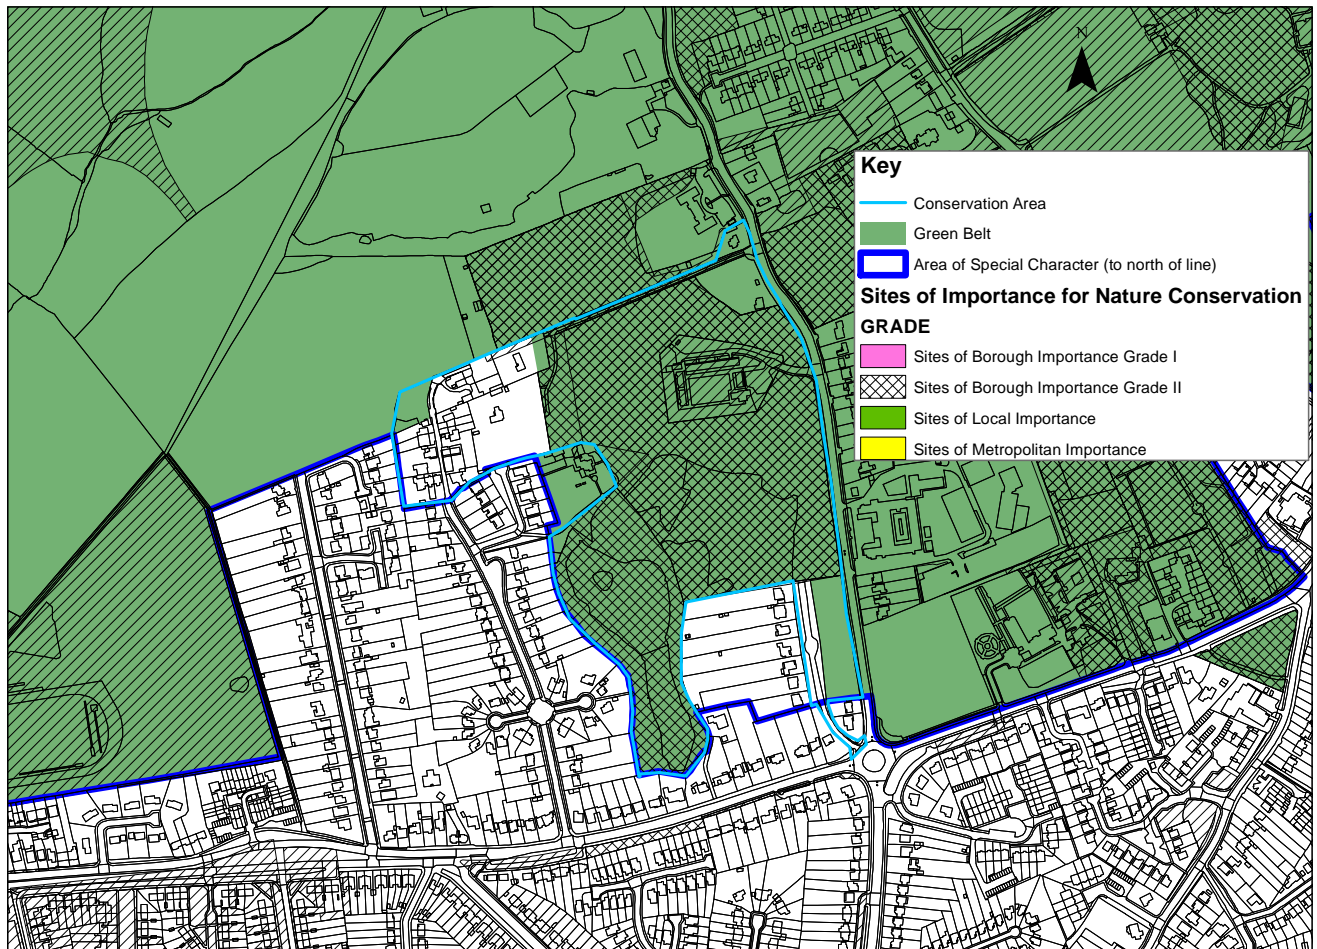 N
Key
Conservation Area
Green Belt
Area of Special Character (to north of line)
Sites of Importance for Nature Conservation
GRADE
Sites of Borough Importance Grade I
Sites of Borough Importance Grade II
Sites of Local Importance
Sites of Metropolitan Importance